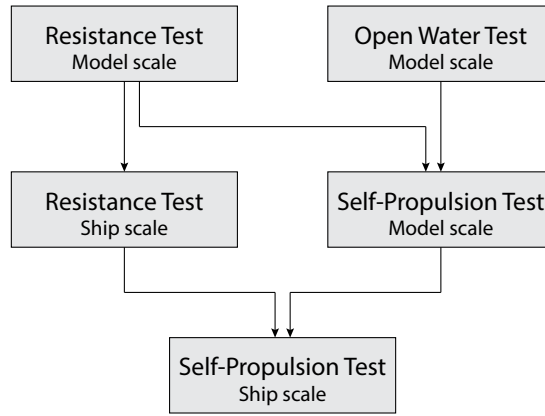 Resistance Test
Model scale
Open Water Test
Model scale
Resistance Test
Ship scale
Self-Propulsion Test
Model scale
Self-Propulsion Test
Ship scale